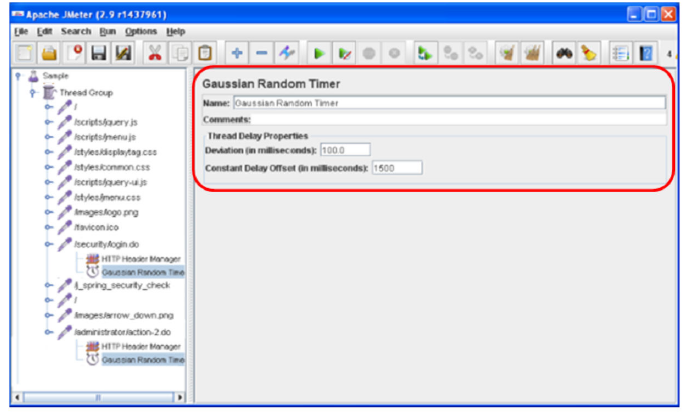 Apache JMeter (2.9 r1437961)
File Edit Search Run Options Help
4
Sample
Thread Group
/
/scripts/jquery.js
/scripts/menu.js
/styles/displaytag.css
/styles/common.css
/scripts/jquery-ui.js
/styles/menu.css
/images/logo.png
/favicon.ico
/security/login.do
HTTP Header Manager
Gaussian Random Time
/j_spring_security_check
/
/images/arrow_down.png
/administrator/action-2.do
HTTP Header Manager
Gaussian Random Time
Gaussian Random Timer
Name: Gaussian Random Timer
Comments:
Thread Delay Properties
Deviation (in milliseconds): 100.0
Constant Delay Offset (in milliseconds): 1500